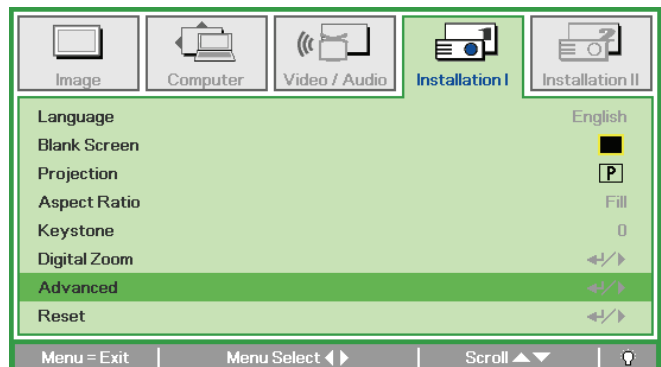 Image Computer Video / Audio Installation I Installation II
Language English
Blank Screen
Projection P
Aspect Ratio Fill
Keystone 0
Digital Zoom
Advanced
Reset
Menu = Exit Menu Select Scroll